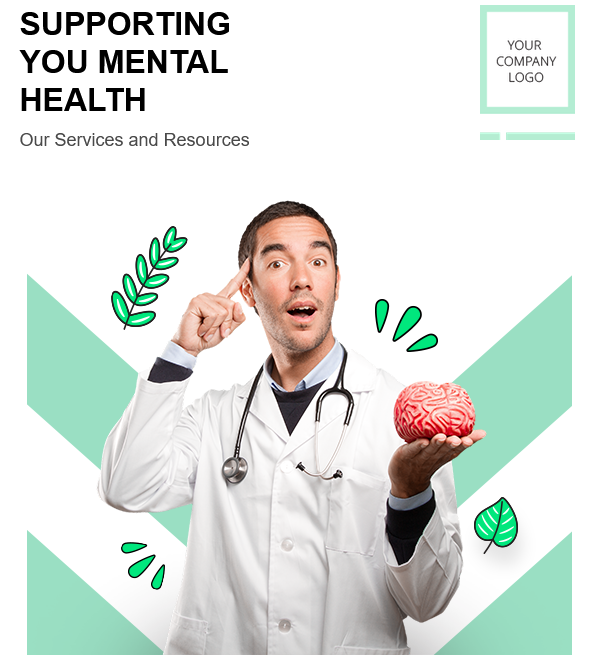 SUPPORTING
YOU MENTAL
HEALTH
Our Services and Resources
YOUR
COMPANY
LOGO